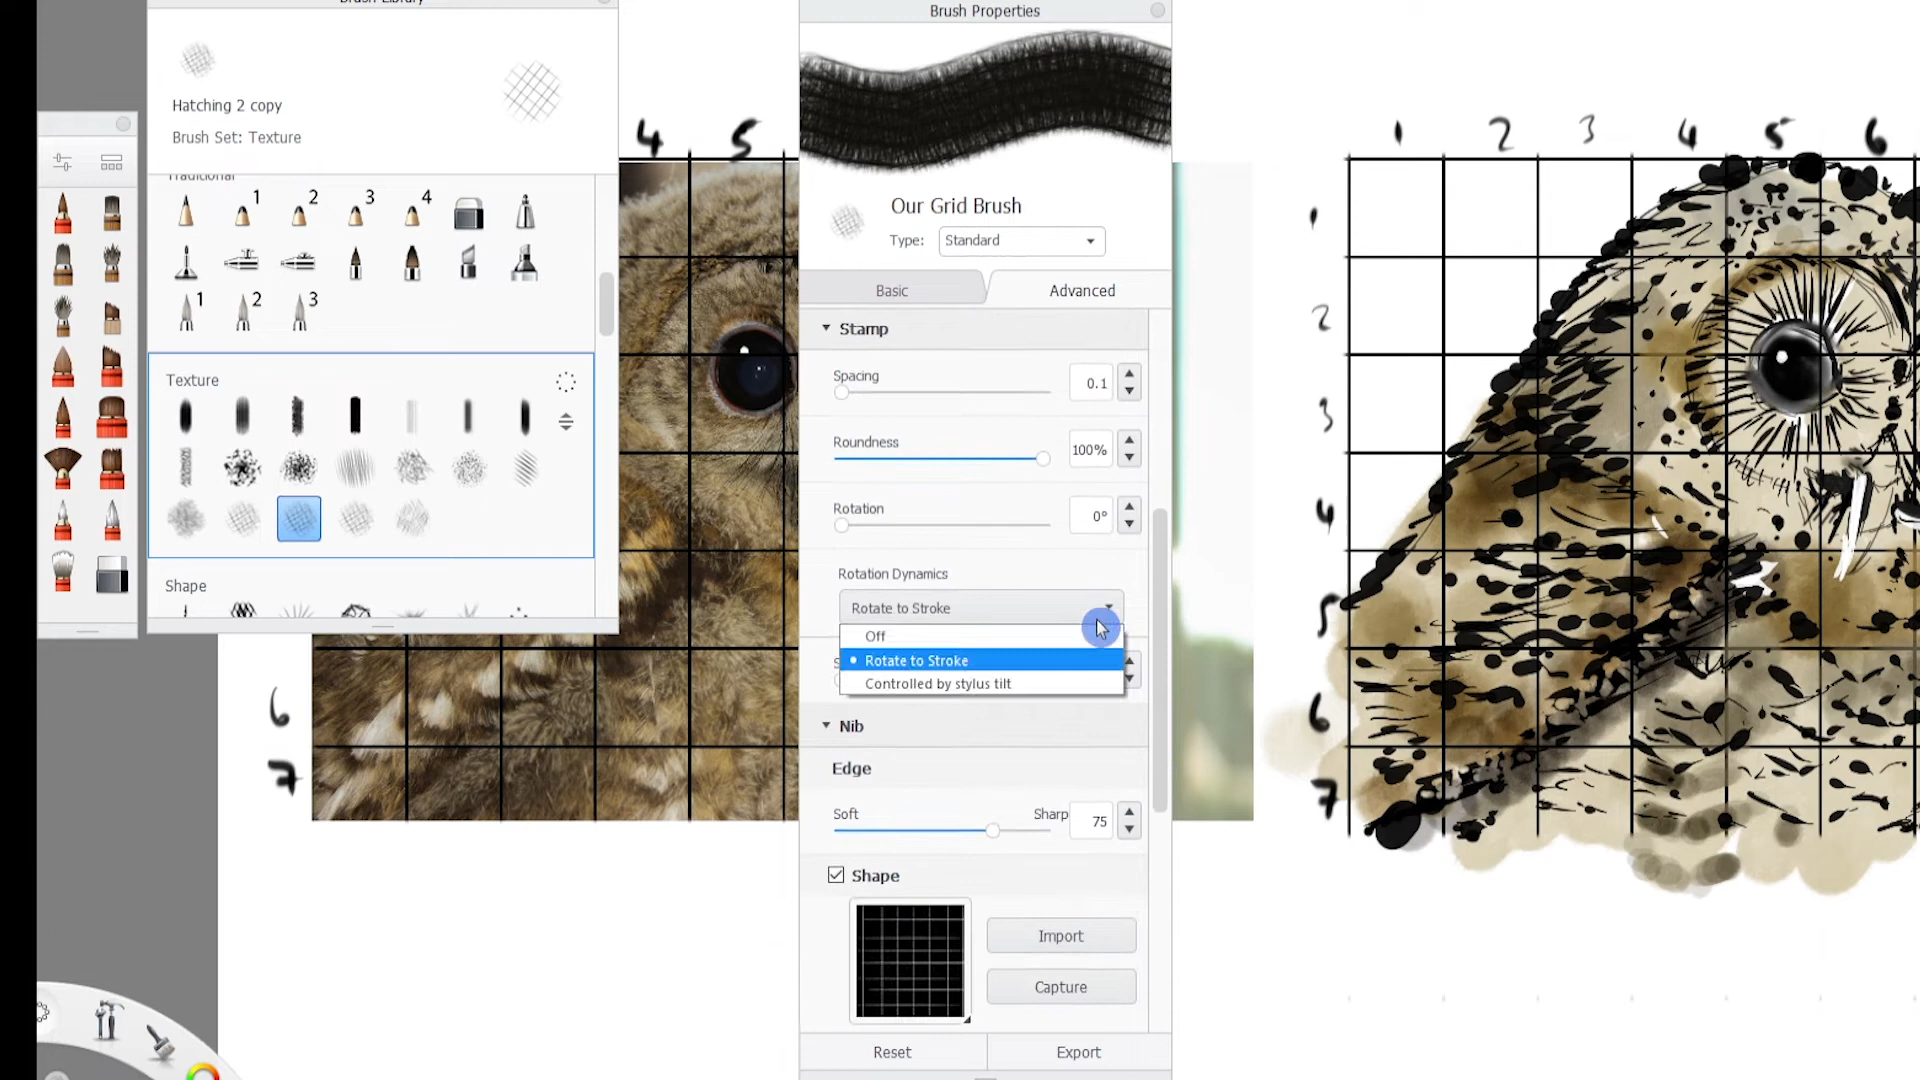 Brush Library
Hatching 2 copy
Brush Set: Texture
Traditional
1
2
3
4
1
2
3
Texture
Shape
Brush Properties
Our Grid Brush
Type: Standard
Basic
Advanced
Stamp
Spacing
0.1
Roundness
100%
Rotation
0°
Rotation Dynamics
Rotate to Stroke
Off
Rotate to Stroke
Controlled by stylus tilt
Nib
Edge
Soft
Sharp
75
Shape
Import
Capture
Reset
Export
4 5
6
7
1 2 3 4 5 6
1
2
3
4
5
6
7